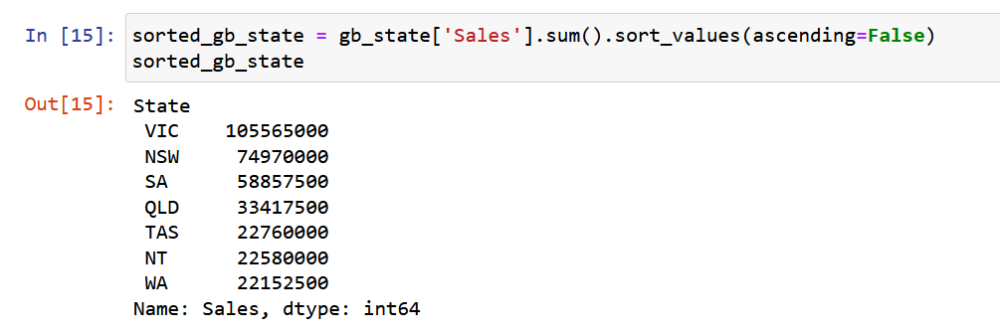 In [15]: sorted_gb_state = gb_state['Sales'].sum().sort_values(ascending=False)
sorted_gb_state
Out[15]: State
VIC 105565000
NSW 74970000
SA 58857500
QLD 33417500
TAS 22760000
NT 22580000
WA 22152500
Name: Sales, dtype: int64